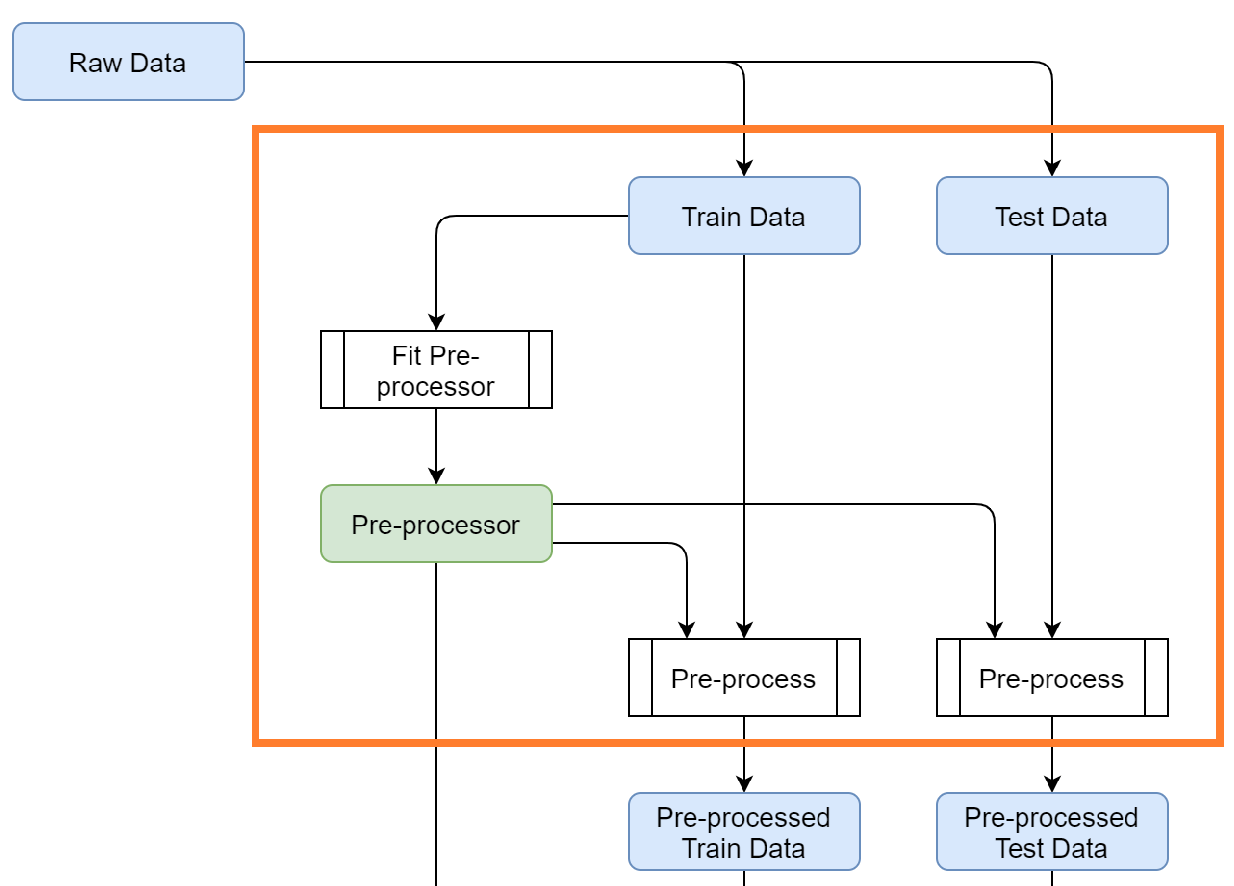 Raw Data
Train Data
Test Data
Fit Pre-
processor
Pre-processor
Pre-process
Pre-process
Pre-processed
Train Data
Pre-processed
Test Data